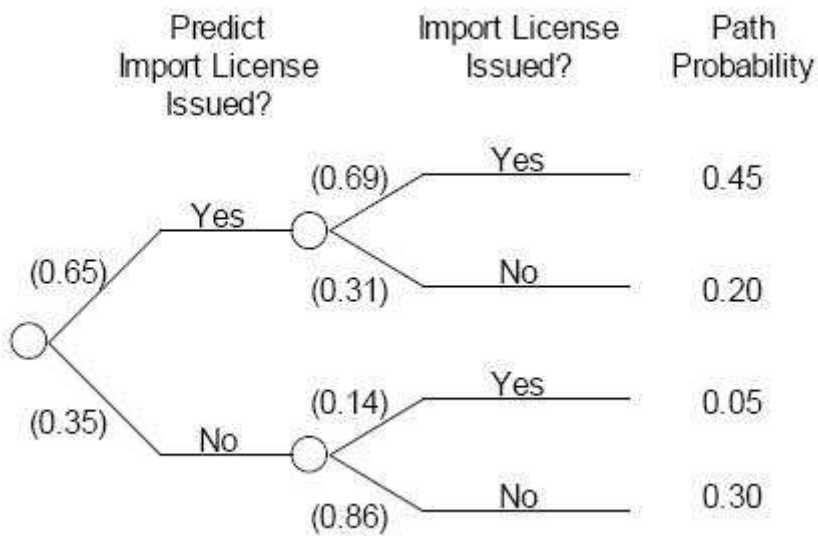 Predict
Import License
Issued?
Import License
Issued?
Path
Probability
(0.69)
Yes
0.45
Yes
(0.65)
(0.31)
No
0.20
(0.14)
Yes
0.05
(0.35)
No
(0.86)
No
0.30